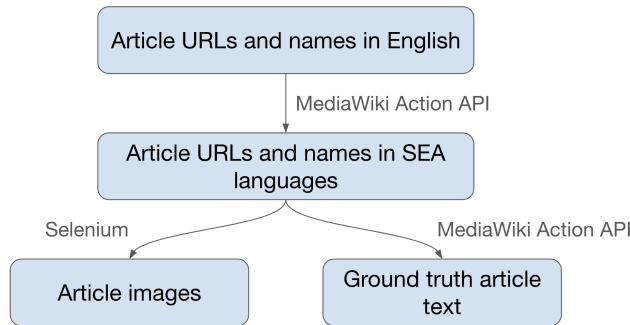 Article URLs and names in English
MediaWiki Action API
Article URLs and names in SEA
languages
Selenium
MediaWiki Action API
Article images
Ground truth article
text